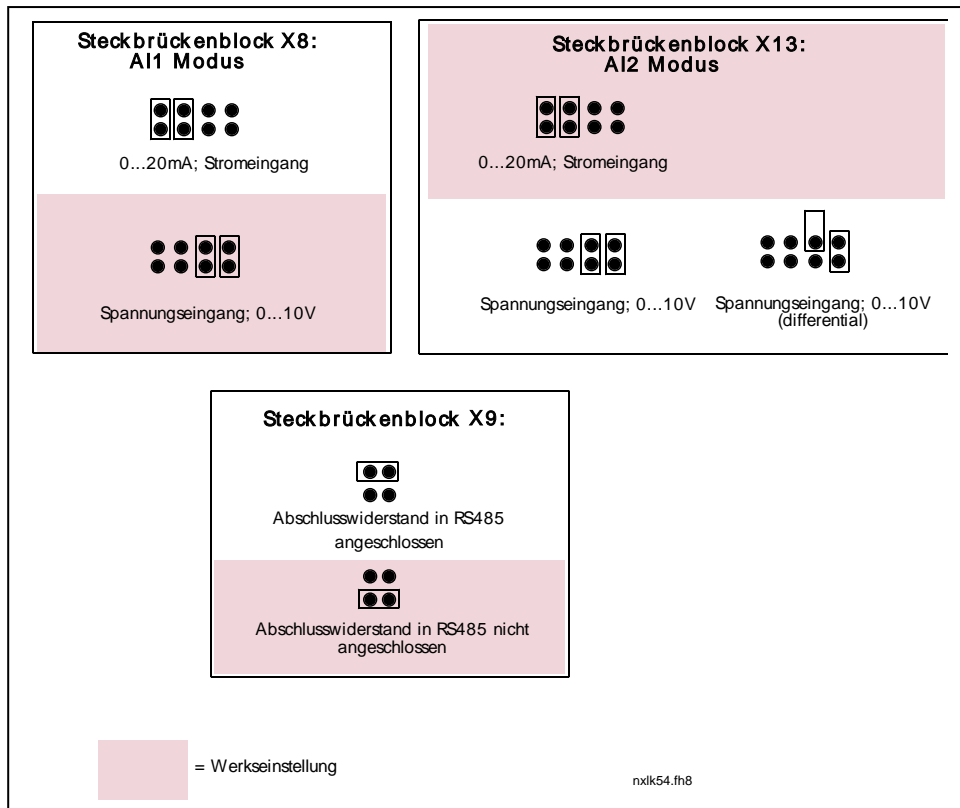 Steckbrückenblock X8:
AI1 Modus
0...20mA; Stromeingang
Spannungseingang; 0...10V
Steckbrückenblock X13:
AI2 Modus
0...20mA; Stromeingang
Spannungseingang; 0...10V
Spannungseingang; 0...10V
(differential)
Steckbrückenblock X9:
Abschlusswiderstand in RS485
angeschlossen
Abschlusswiderstand in RS485 nicht
angeschlossen
= Werkseinstellung
nxlk54.fh8